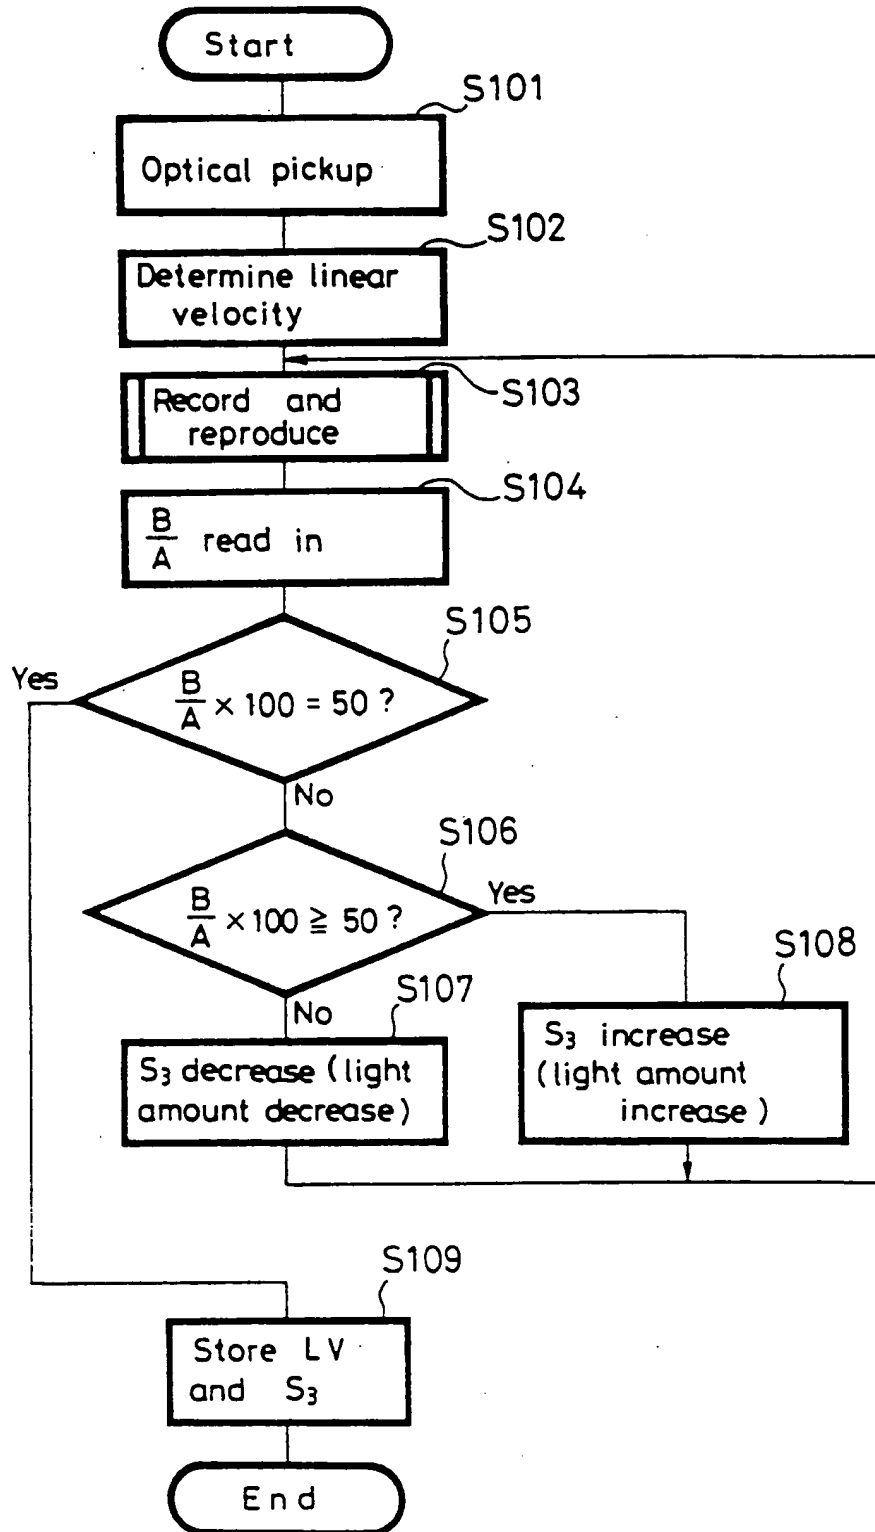 Start
S101
Optical pickup
S102
Determine linear
velocity
S103
Record and
reproduce
S104
B/A read in
S105
Yes
B/A × 100 = 50 ?
No
S106
Yes
B/A × 100 ≧ 50 ?
No
S107
S108
S₃ decrease (light
amount decrease)
S₃ increase
(light amount
increase)
S109
Store LV
and S₃
End